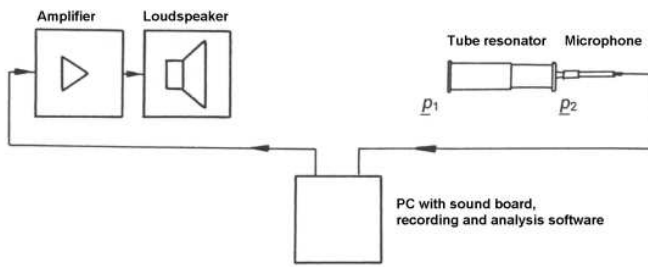 Amplifier
Loudspeaker
Tube resonator
Microphone
p1
p2
PC with sound board,
recording and analysis software